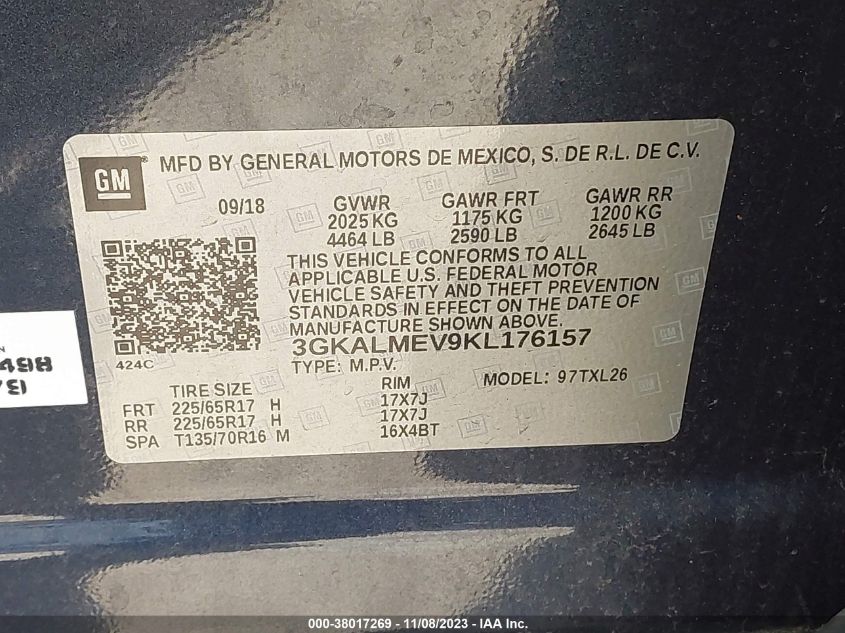 GM
MFD BY GENERAL MOTORS DE MEXICO, S. DE R.L. DE C.V.
09/18 GVWR GAWR FRT GAWR RR
2025 KG 1175 KG 1200 KG
4464 LB 2590 LB 2645 LB
THIS VEHICLE CONFORMS TO ALL
APPLICABLE U.S. FEDERAL MOTOR
VEHICLE SAFETY AND THEFT PREVENTION
STANDARDS IN EFFECT ON THE DATE OF
MANUFACTURE SHOWN ABOVE.
424C
3GKALMEV9KL176157
TYPE: M.P.V. MODEL: 97TXL26
TIRE SIZE RIM
FRT 225/65R17 H 17X7J
RR 225/65R17 H 17X7J
SPA T135/70R16 M 16X4BT
000-38017269 - 11/08/2023 - IAA Inc.